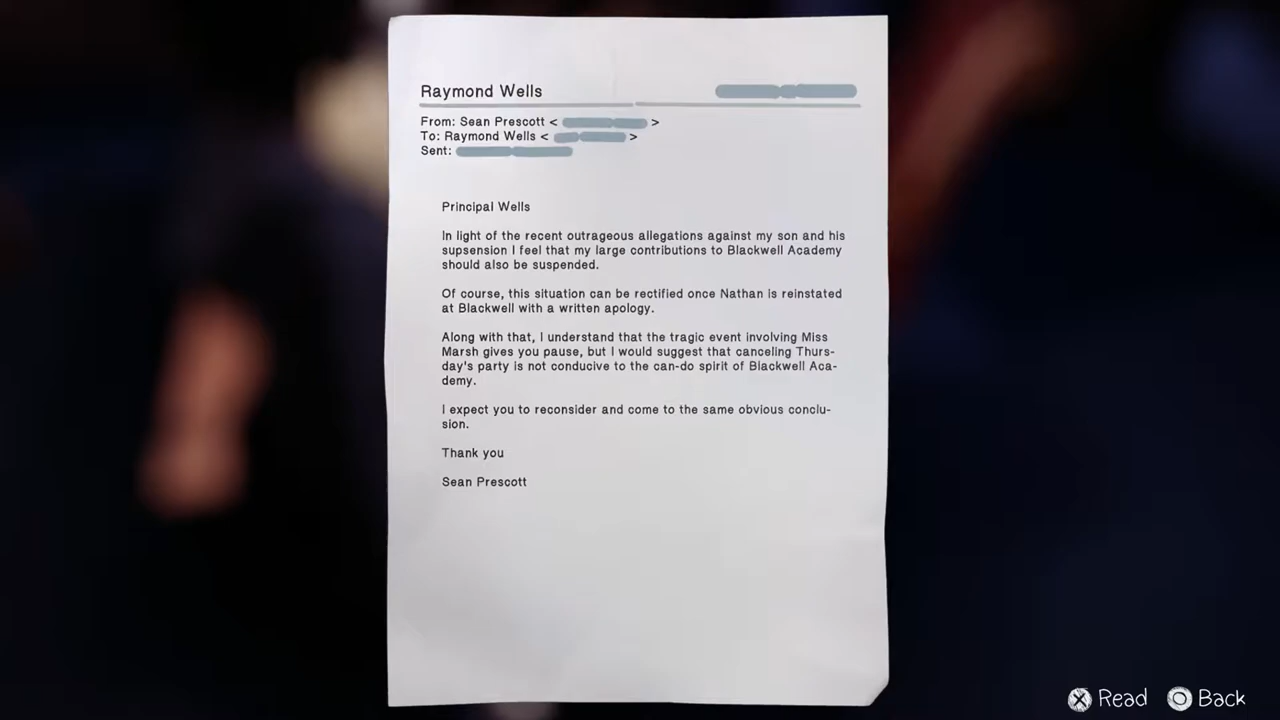 Raymond Wells
From: Sean Prescott < >
To: Raymond Wells < >
Sent:
Principal Wells
In light of the recent outrageous allegations against my son and his
supsension I feel that my large contributions to Blackwell Academy
should also be suspended.
Of course, this situation can be rectified once Nathan is reinstated
at Blackwell with a written apology.
Along with that, I understand that the tragic event involving Miss
Marsh gives you pause, but I would suggest that canceling Thurs-
day's party is not conducive to the can-do spirit of Blackwell Aca-
demy.
I expect you to reconsider and come to the same obvious conclu-
sion.
Thank you
Sean Prescott
Read Back